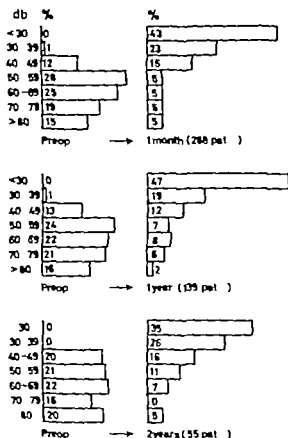 db % %
<30 0 43
30 39 1 23
40 49 12 15
50 59 28 5
60-69 25 5
70 79 19 6
>80 15 5
Preop → 1month (288 pat )
<30 0 47
30 39 1 19
40 49 13 12
50 59 24 7
60 69 22 8
70 79 21 6
>80 16 2
Preop → 1year (139 pat )
30 0 35
30 39 0 26
40-49 20 16
50 59 21 11
60-69 22 7
70 79 16 0
80 20 5
Preop → 2years (55 pat )